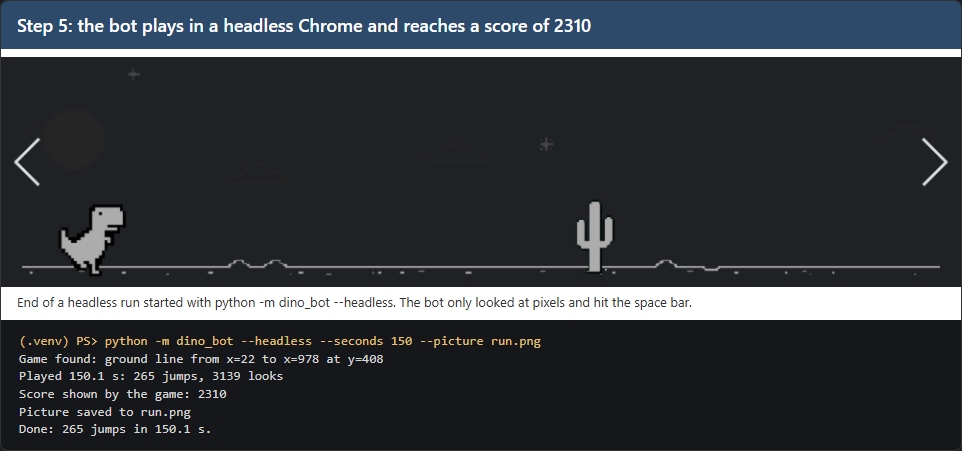 Step 5: the bot plays in a headless Chrome and reaches a score of 2310
End of a headless run started with python -m dino_bot --headless. The bot only looked at pixels and hit the space bar.
(.venv) PS> python -m dino_bot --headless --seconds 150 --picture run.png
Game found: ground line from x=22 to x=978 at y=408
Played 150.1 s: 265 jumps, 3139 looks
Score shown by the game: 2310
Picture saved to run.png
Done: 265 jumps in 150.1 s.